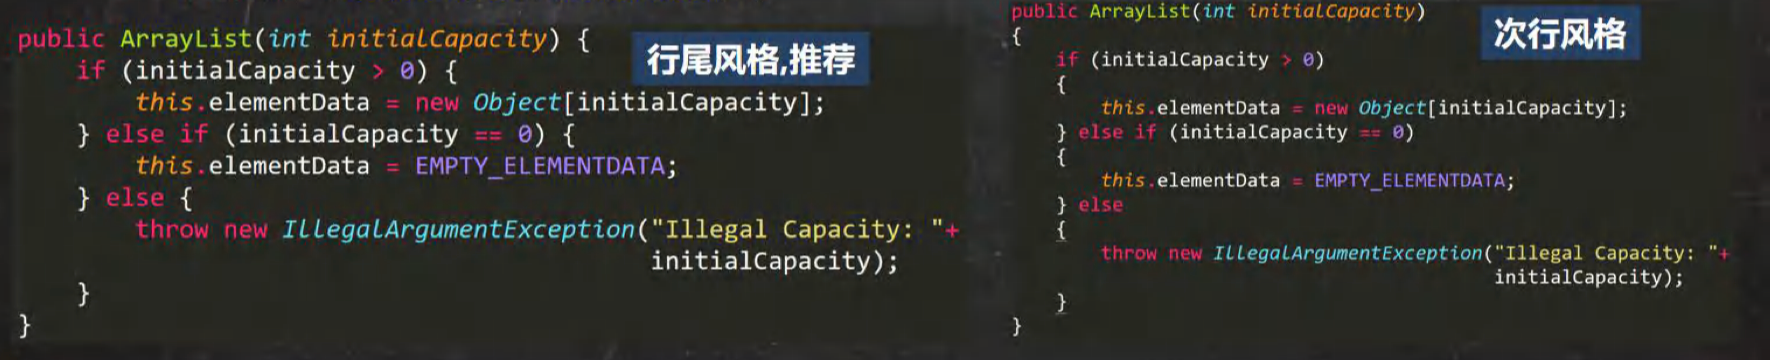 public ArrayList(int initialCapacity) {
if (initialCapacity > 0) {
this.elementData = new Object[initialCapacity];
} else if (initialCapacity == 0) {
this.elementData = EMPTY_ELEMENTDATA;
} else {
throw new IllegalArgumentException("Illegal Capacity: "+
initialCapacity);
}
}
行尾风格,推荐
public ArrayList(int initialCapacity)
{
if (initialCapacity > 0)
{
this.elementData = new Object[initialCapacity];
} else if (initialCapacity == 0)
{
this.elementData = EMPTY_ELEMENTDATA;
} else
{
throw new IllegalArgumentException("Illegal Capacity: "+
initialCapacity);
}
}
次行风格